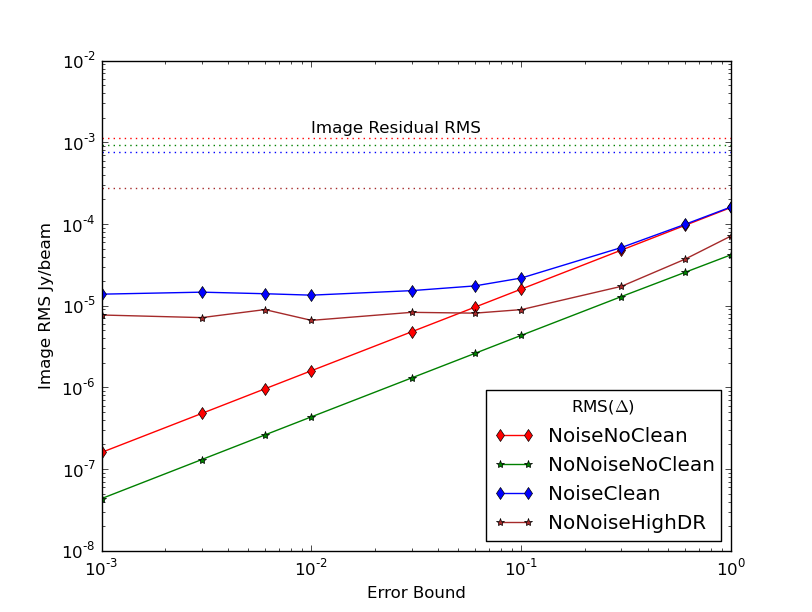 10^-2
Image Residual RMS
10^-3
10^-4
10^-5
10^-6
10^-7
10^-8
Image RMS Jy/beam
RMS(Δ)
NoiseNoClean
NoNoiseNoClean
NoiseClean
NoNoiseHighDR
10^-3 10^-2 10^-1 10^0
Error Bound